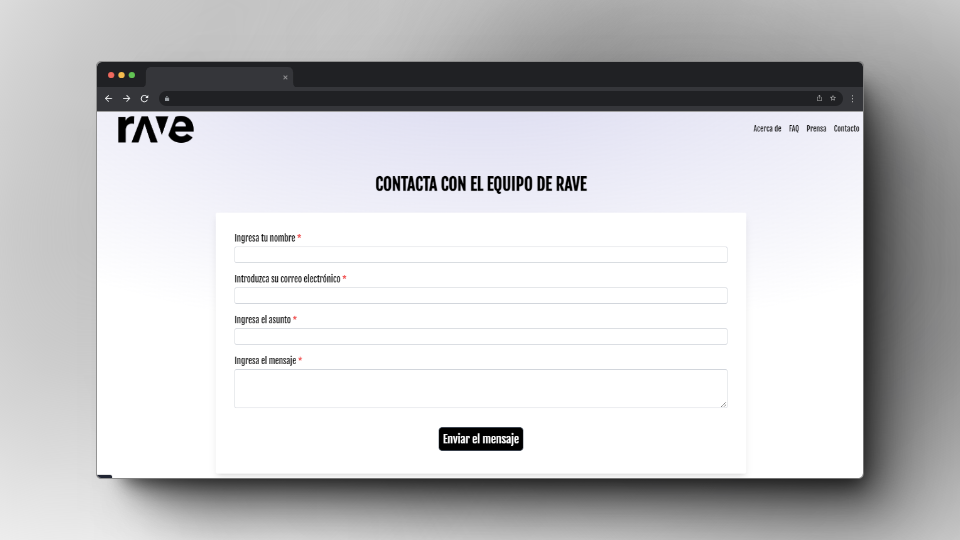 rave
Acerca de FAQ Prensa Contacto
CONTACTA CON EL EQUIPO DE RAVE
Ingresa tu nombre *
Introduzca su correo electrónico *
Ingresa el asunto *
Ingresa el mensaje *
Enviar el mensaje